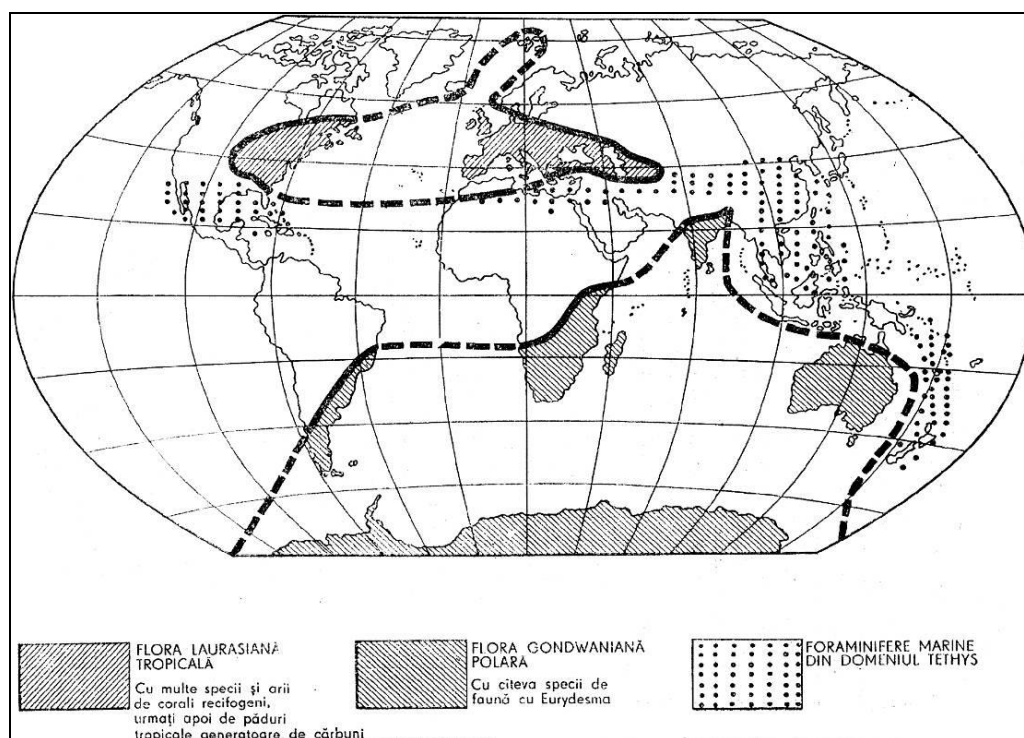 FLORA LAURASIANĂ
TROPICALĂ
Cu multe specii și arii
de corali recifogeni,
urmați apoi de păduri
tropicale generatoare de cărbuni
FLORA GONDWANIANĂ
POLARA
Cu cîteva specii de
faună cu Eurydesma
FORAMINIFERE MARINE
DIN DOMENIUL TETHYS